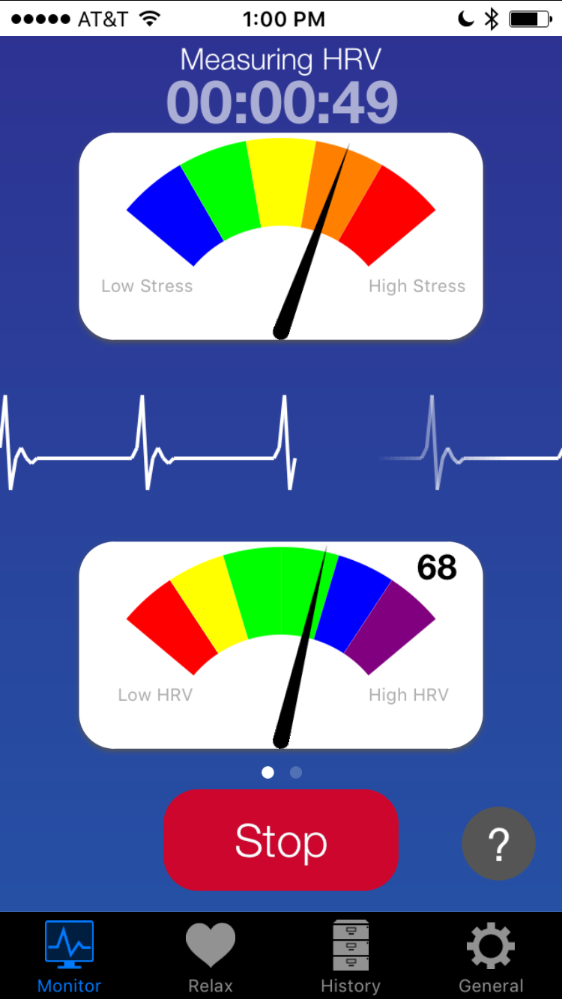 AT&T 1:00 PM
Measuring HRV
00:00:49
Low Stress High Stress
68
Low HRV High HRV
Stop
?
Monitor Relax History General